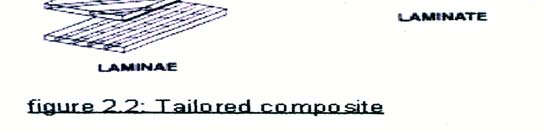 LAMINATE
LAMINAE
figure 2.2: Tailored composite